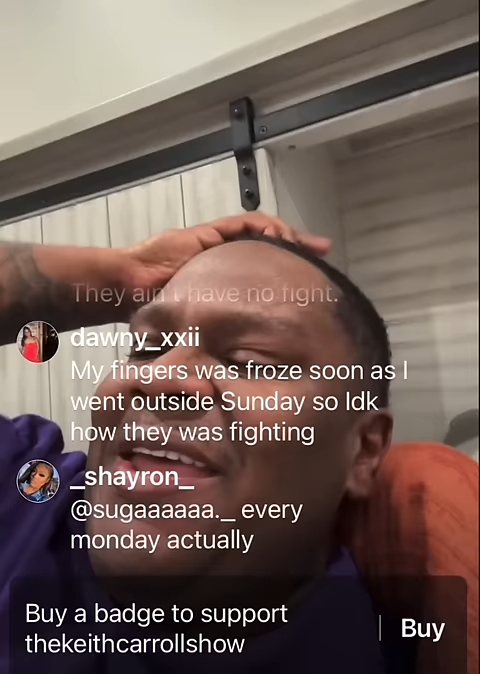 They ain't have no fight.
dawny_xxii
My fingers was froze soon as I
went outside Sunday so Idk
how they was fighting
_shayron_
@sugaaaaaa._ every
monday actually
Buy a badge to support
thekeithcarrollshow
Buy